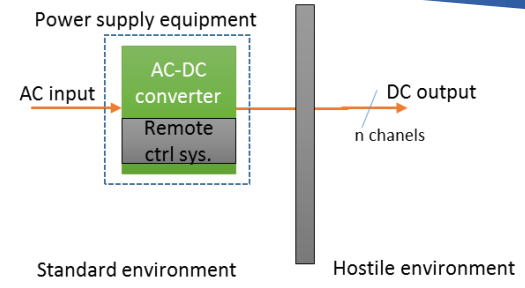 Power supply equipment
AC input
AC-DC
converter
Remote
ctrl sys.
DC output
n chanels
Standard environment
Hostile environment